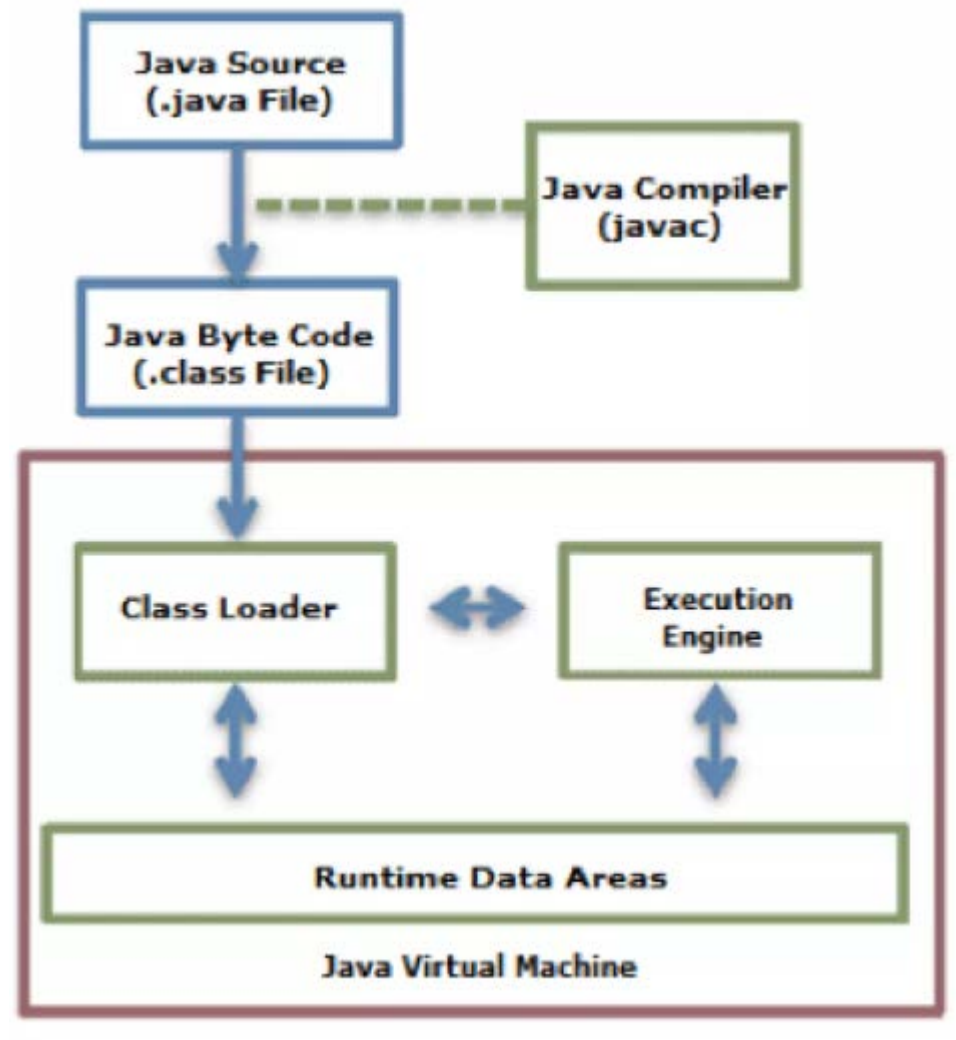 Java Source
(.java File)
Java Compiler
(javac)
Java Byte Code
(.class File)
Class Loader
Execution
Engine
Runtime Data Areas
Java Virtual Machine